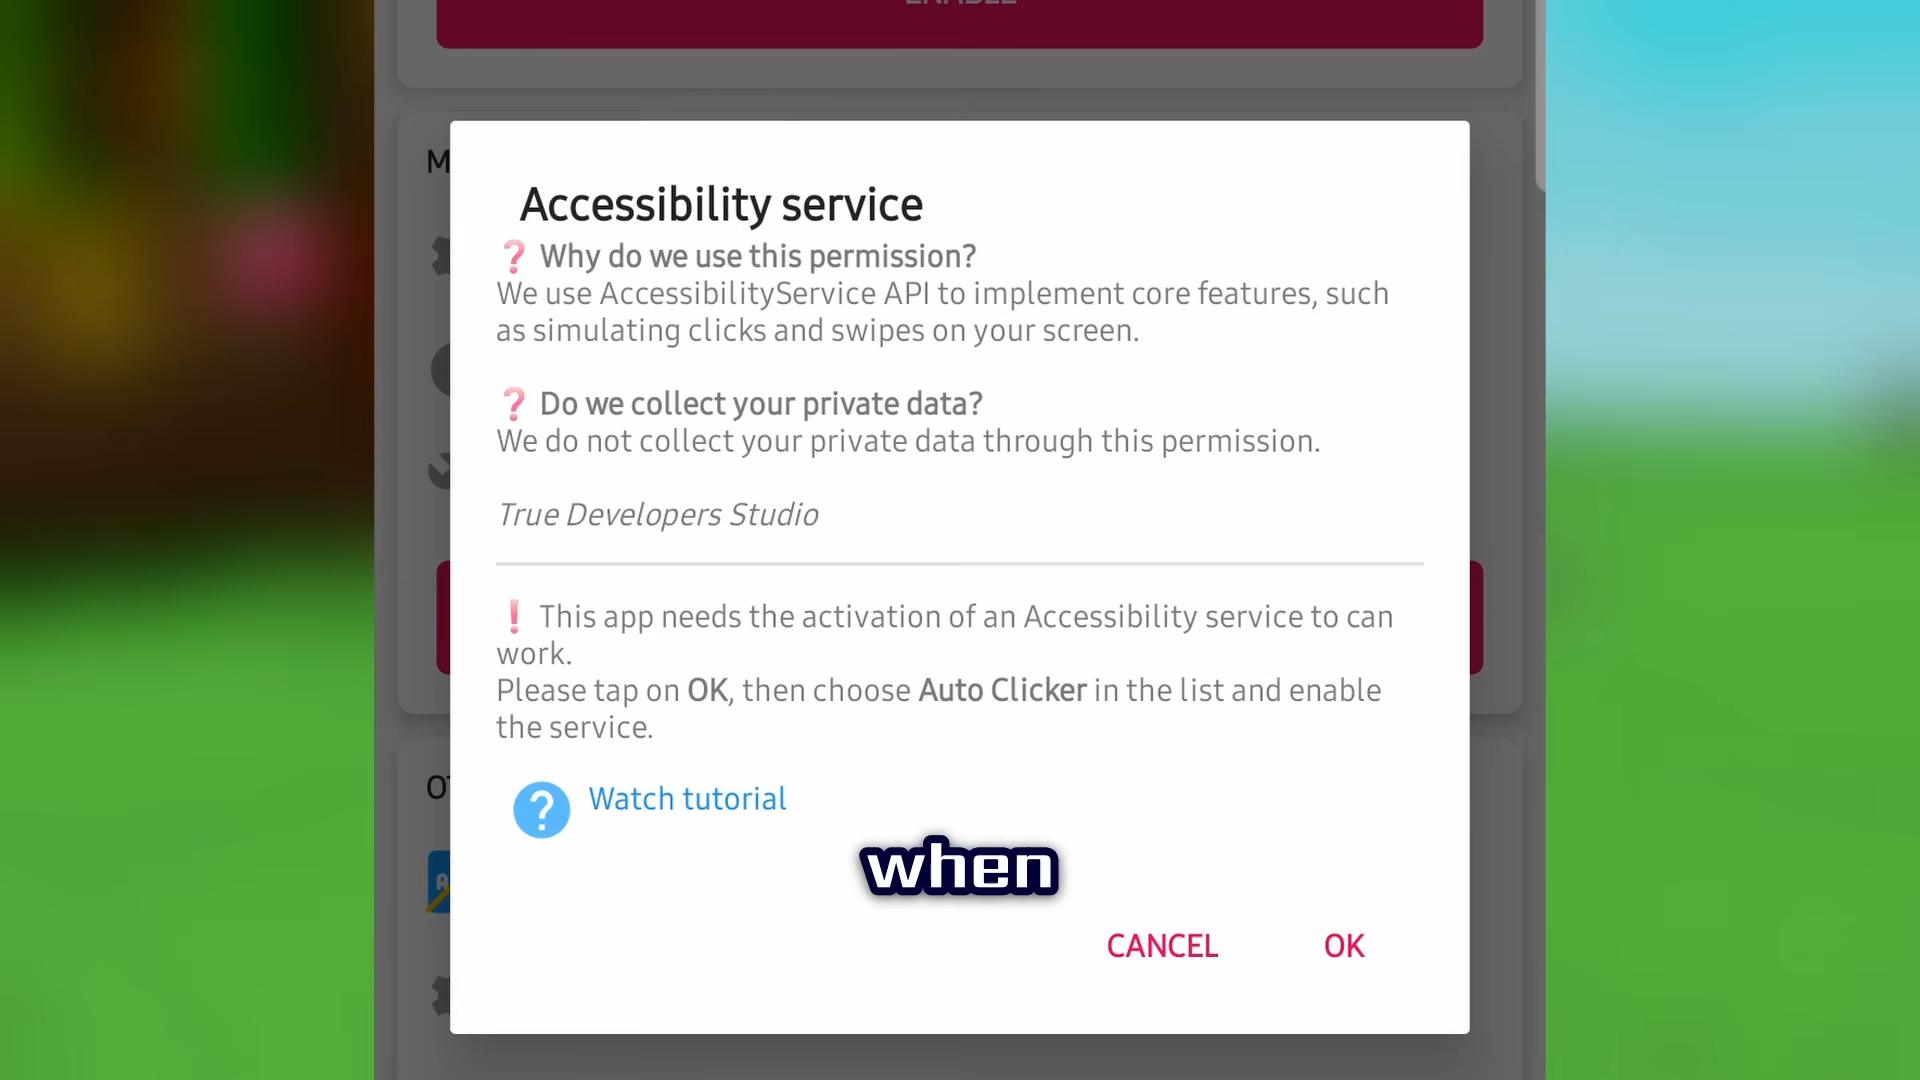 Accessibility service
❓ Why do we use this permission?
We use AccessibilityService API to implement core features, such
as simulating clicks and swipes on your screen.
❓ Do we collect your private data?
We do not collect your private data through this permission.
True Developers Studio
❗ This app needs the activation of an Accessibility service to can
work.
Please tap on OK, then choose Auto Clicker in the list and enable
the service.
? Watch tutorial
when
CANCEL OK